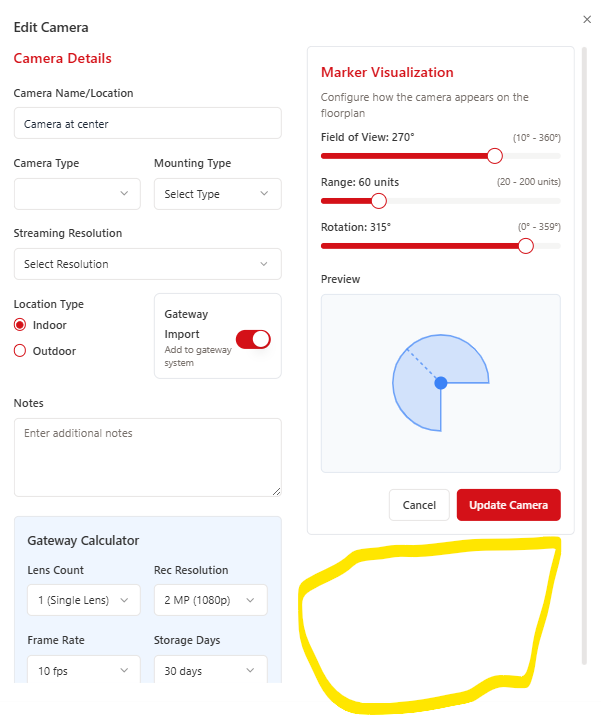 Edit Camera
×
Camera Details
Camera Name/Location
Camera at center
Camera Type
Mounting Type
Select Type
Streaming Resolution
Select Resolution
Location Type
Indoor
Outdoor
Gateway
Import
Add to gateway
system
Notes
Enter additional notes
Gateway Calculator
Lens Count
Rec Resolution
1 (Single Lens)
2 MP (1080p)
Frame Rate
Storage Days
10 fps
30 days
Marker Visualization
Configure how the camera appears on the
floorplan
Field of View: 270° (10° - 360°)
Range: 60 units (20 - 200 units)
Rotation: 315° (0° - 359°)
Preview
Cancel
Update Camera